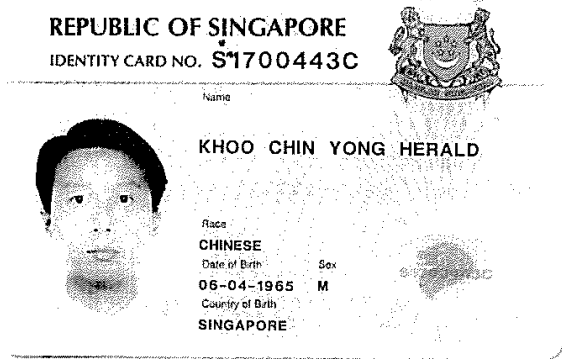 REPUBLIC OF SINGAPORE
IDENTITY CARD NO. S1700443C
Name
KHOO CHIN YONG HERALD
Race
CHINESE
Date of Birth Sex
06-04-1965 M
Country of Birth
SINGAPORE